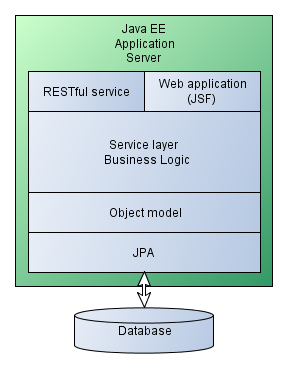 Java EE
Application
Server
RESTful service
Web application
(JSF)
Service layer
Business Logic
Object model
JPA
Database